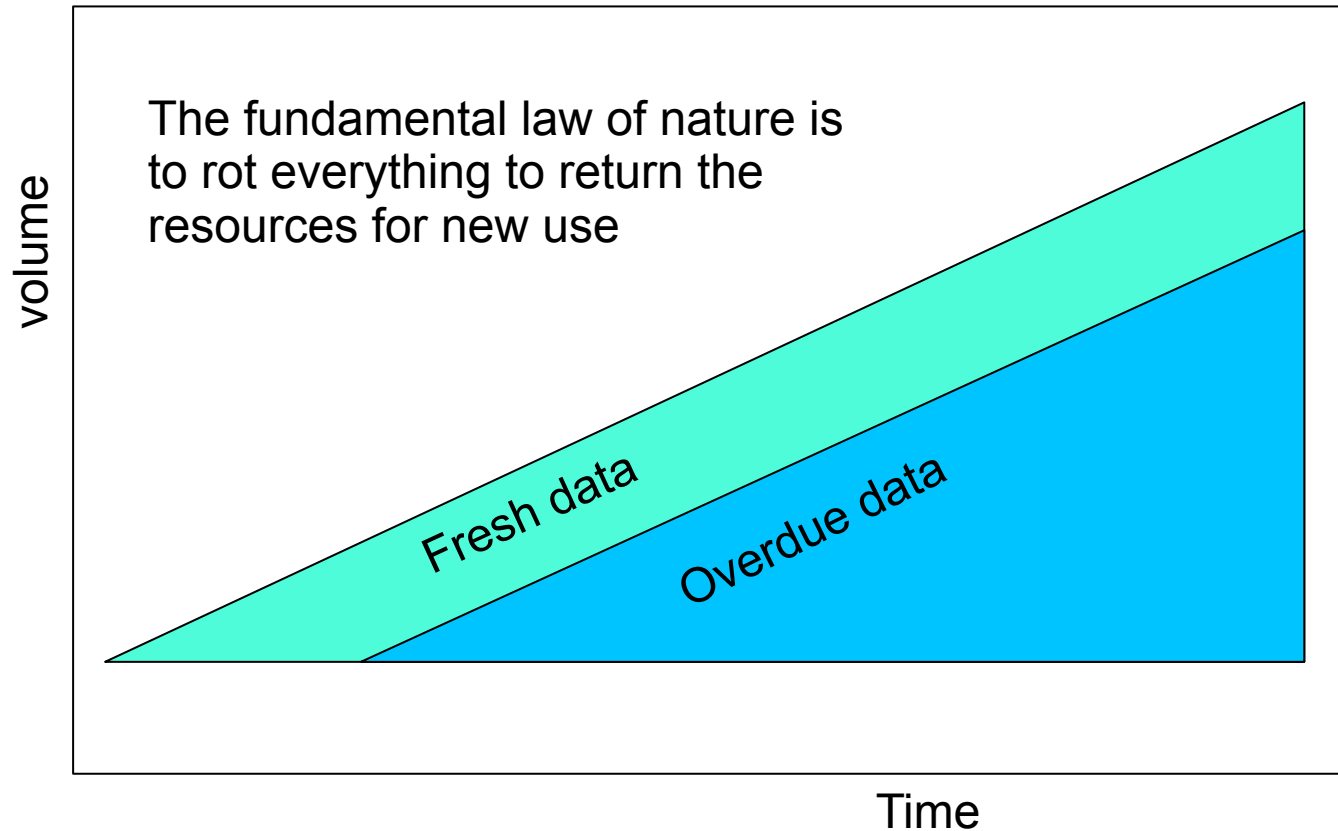 The fundamental law of nature is
to rot everything to return the
resources for new use
volume
Fresh data
Overdue data
Time